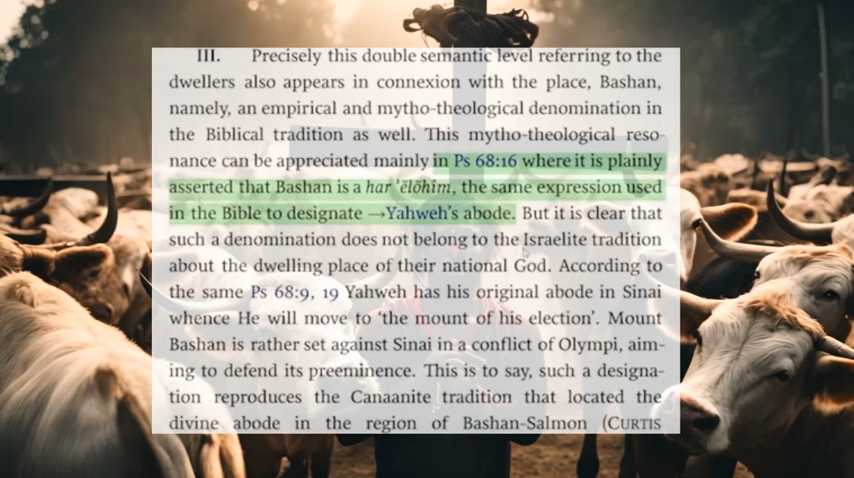 III. Precisely this double semantic level referring to the
dwellers also appears in connexion with the place, Bashan,
namely, an empirical and mytho-theological denomination in
the Biblical tradition as well. This mytho-theological reso-
nance can be appreciated mainly in Ps 68:16 where it is plainly
asserted that Bashan is a har ʾĕlōhîm, the same expression used
in the Bible to designate →Yahweh's abode. But it is clear that
such a denomination does not belong to the Israelite tradition
about the dwelling place of their national God. According to
the same Ps 68:9, 19 Yahweh has his original abode in Sinai
whence He will move to ‘the mount of his election’. Mount
Bashan is rather set against Sinai in a conflict of Olympi, aim-
ing to defend its preeminence. This is to say, such a designa-
tion reproduces the Canaanite tradition that located the
divine abode in the region of Bashan-Salmon (CURTIS